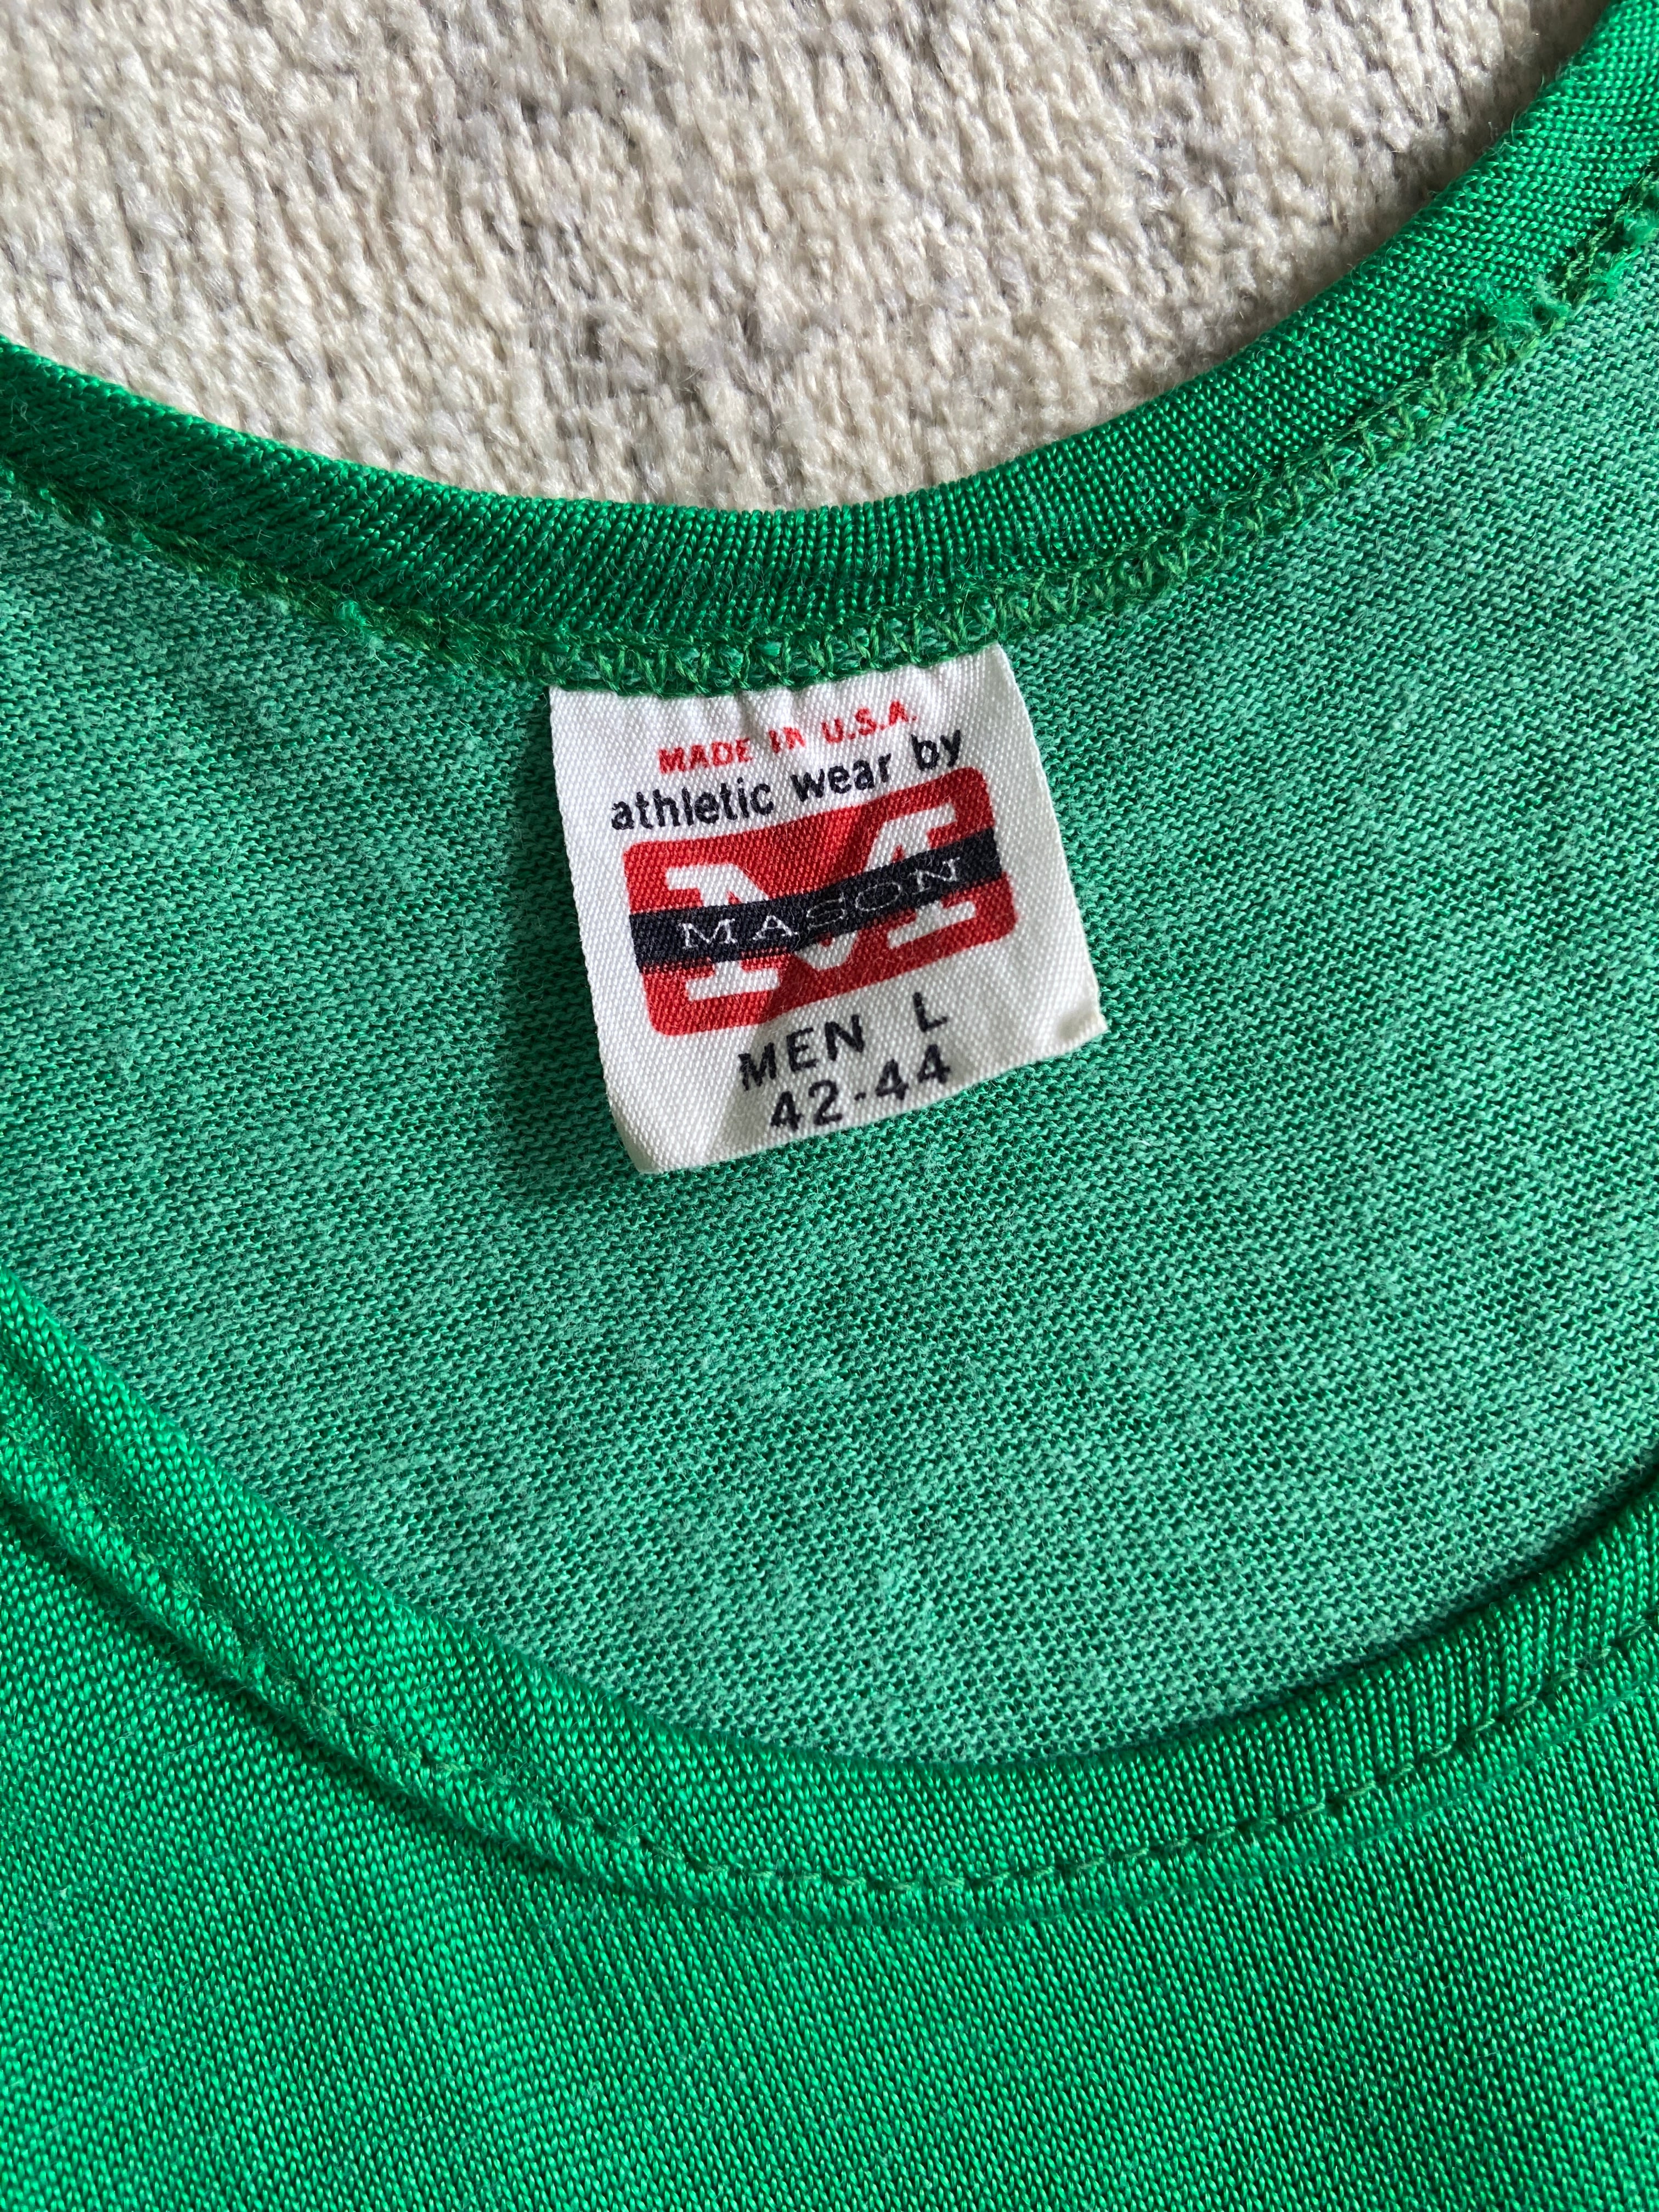 MADE IN U.S.A.
athletic wear by
M
MASON
MEN L
42-44